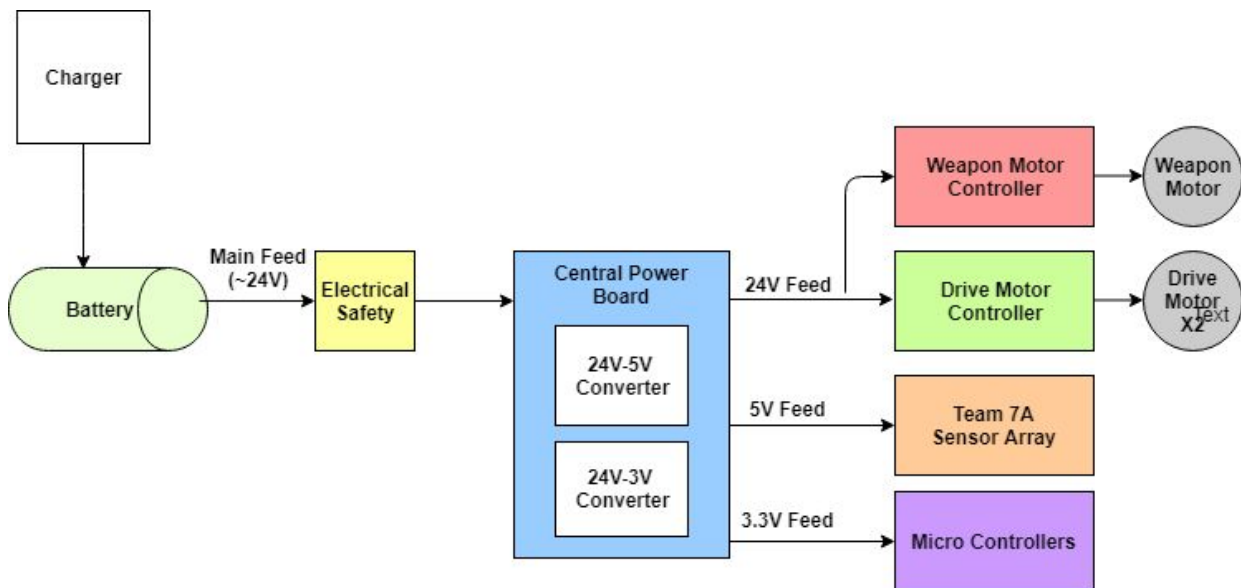 Charger
Battery
Main Feed
(~24V)
Electrical
Safety
Central Power
Board
24V-5V
Converter
24V-3V
Converter
24V Feed
5V Feed
3.3V Feed
Weapon Motor
Controller
Weapon
Motor
Drive Motor
Controller
Drive
Motor
X2
Text
Team 7A
Sensor Array
Micro Controllers